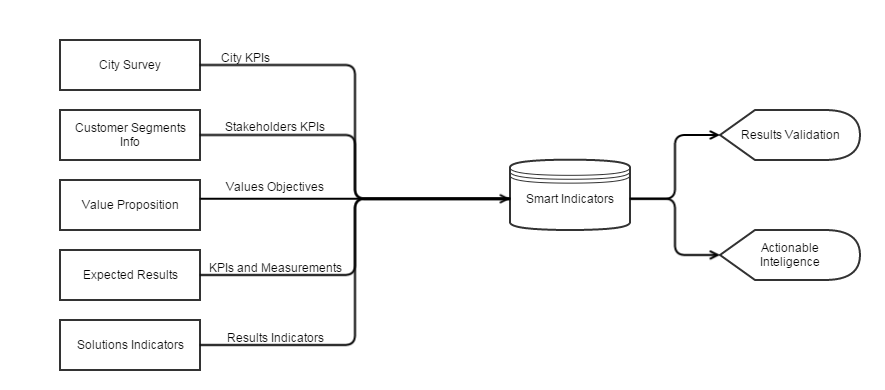 City Survey
City KPIs
Customer Segments
Info
Stakeholders KPIs
Value Proposition
Values Objectives
Expected Results
KPIs and Measurements
Solutions Indicators
Results Indicators
Smart Indicators
Results Validation
Actionable
Inteligence